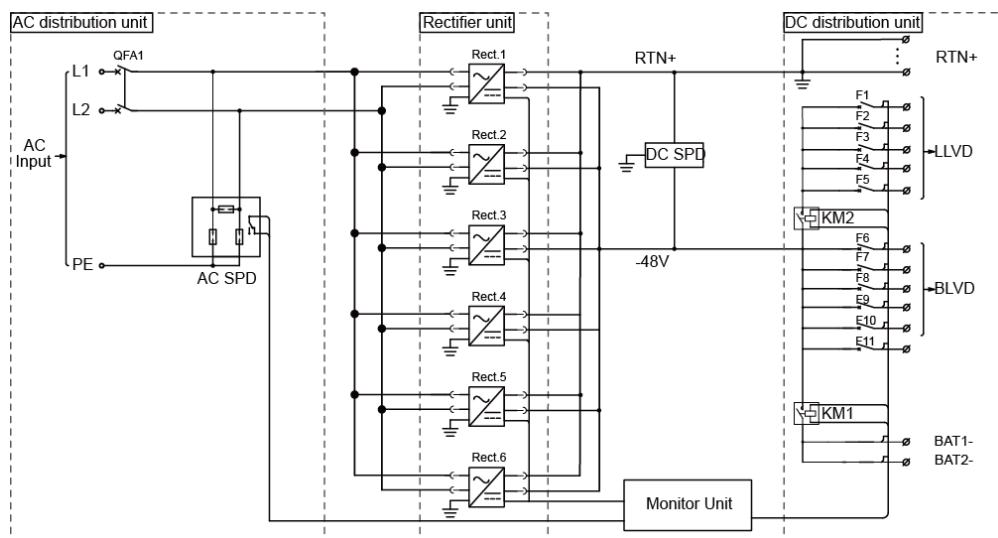 AC distribution unit
Rectifier unit
DC distribution unit
QFA1
L1
L2
AC
Input
PE
AC SPD
Rect.1
Rect.2
Rect.3
Rect.4
Rect.5
Rect.6
RTN+
DC SPD
-48V
Monitor Unit
RTN+
F1
F2
F3
F4
F5
LLVD
KM2
F6
F7
F8
E9
E10
E11
BLVD
KM1
BAT1-
BAT2-